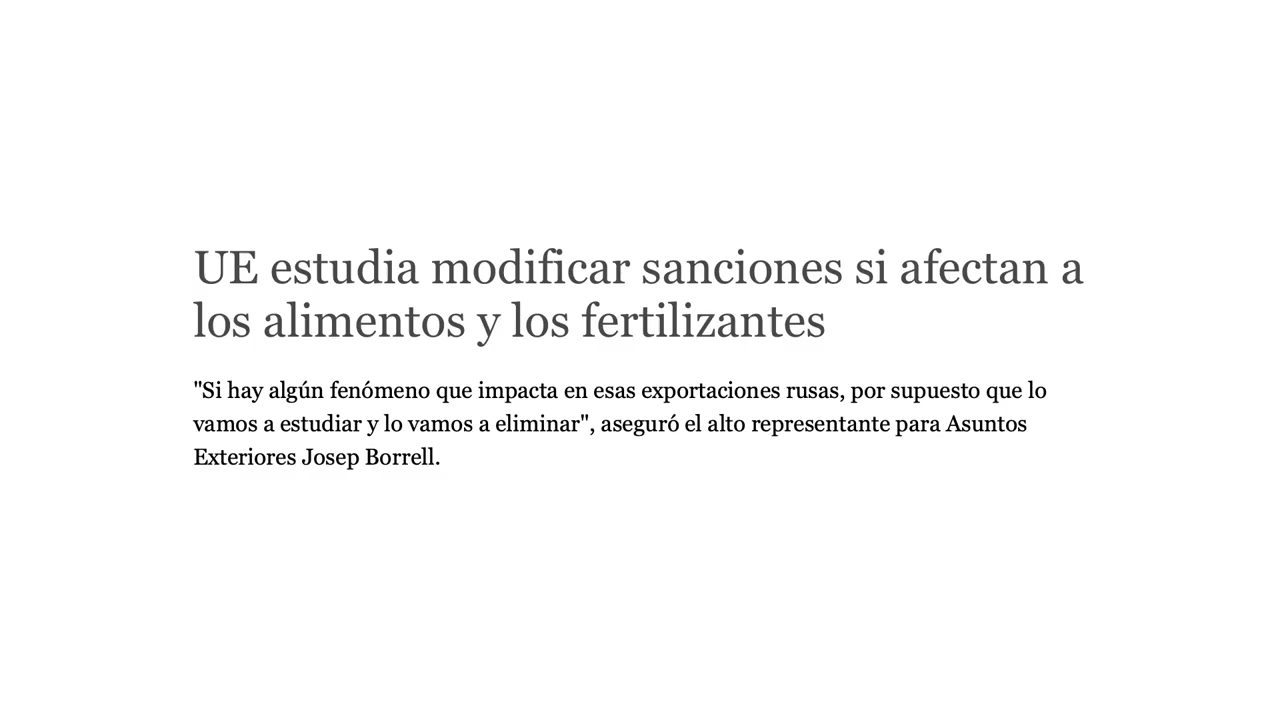 UE estudia modificar sanciones si afectan a
los alimentos y los fertilizantes
"Si hay algún fenómeno que impacta en esas exportaciones rusas, por supuesto que lo
vamos a estudiar y lo vamos a eliminar", aseguró el alto representante para Asuntos
Exteriores Josep Borrell.